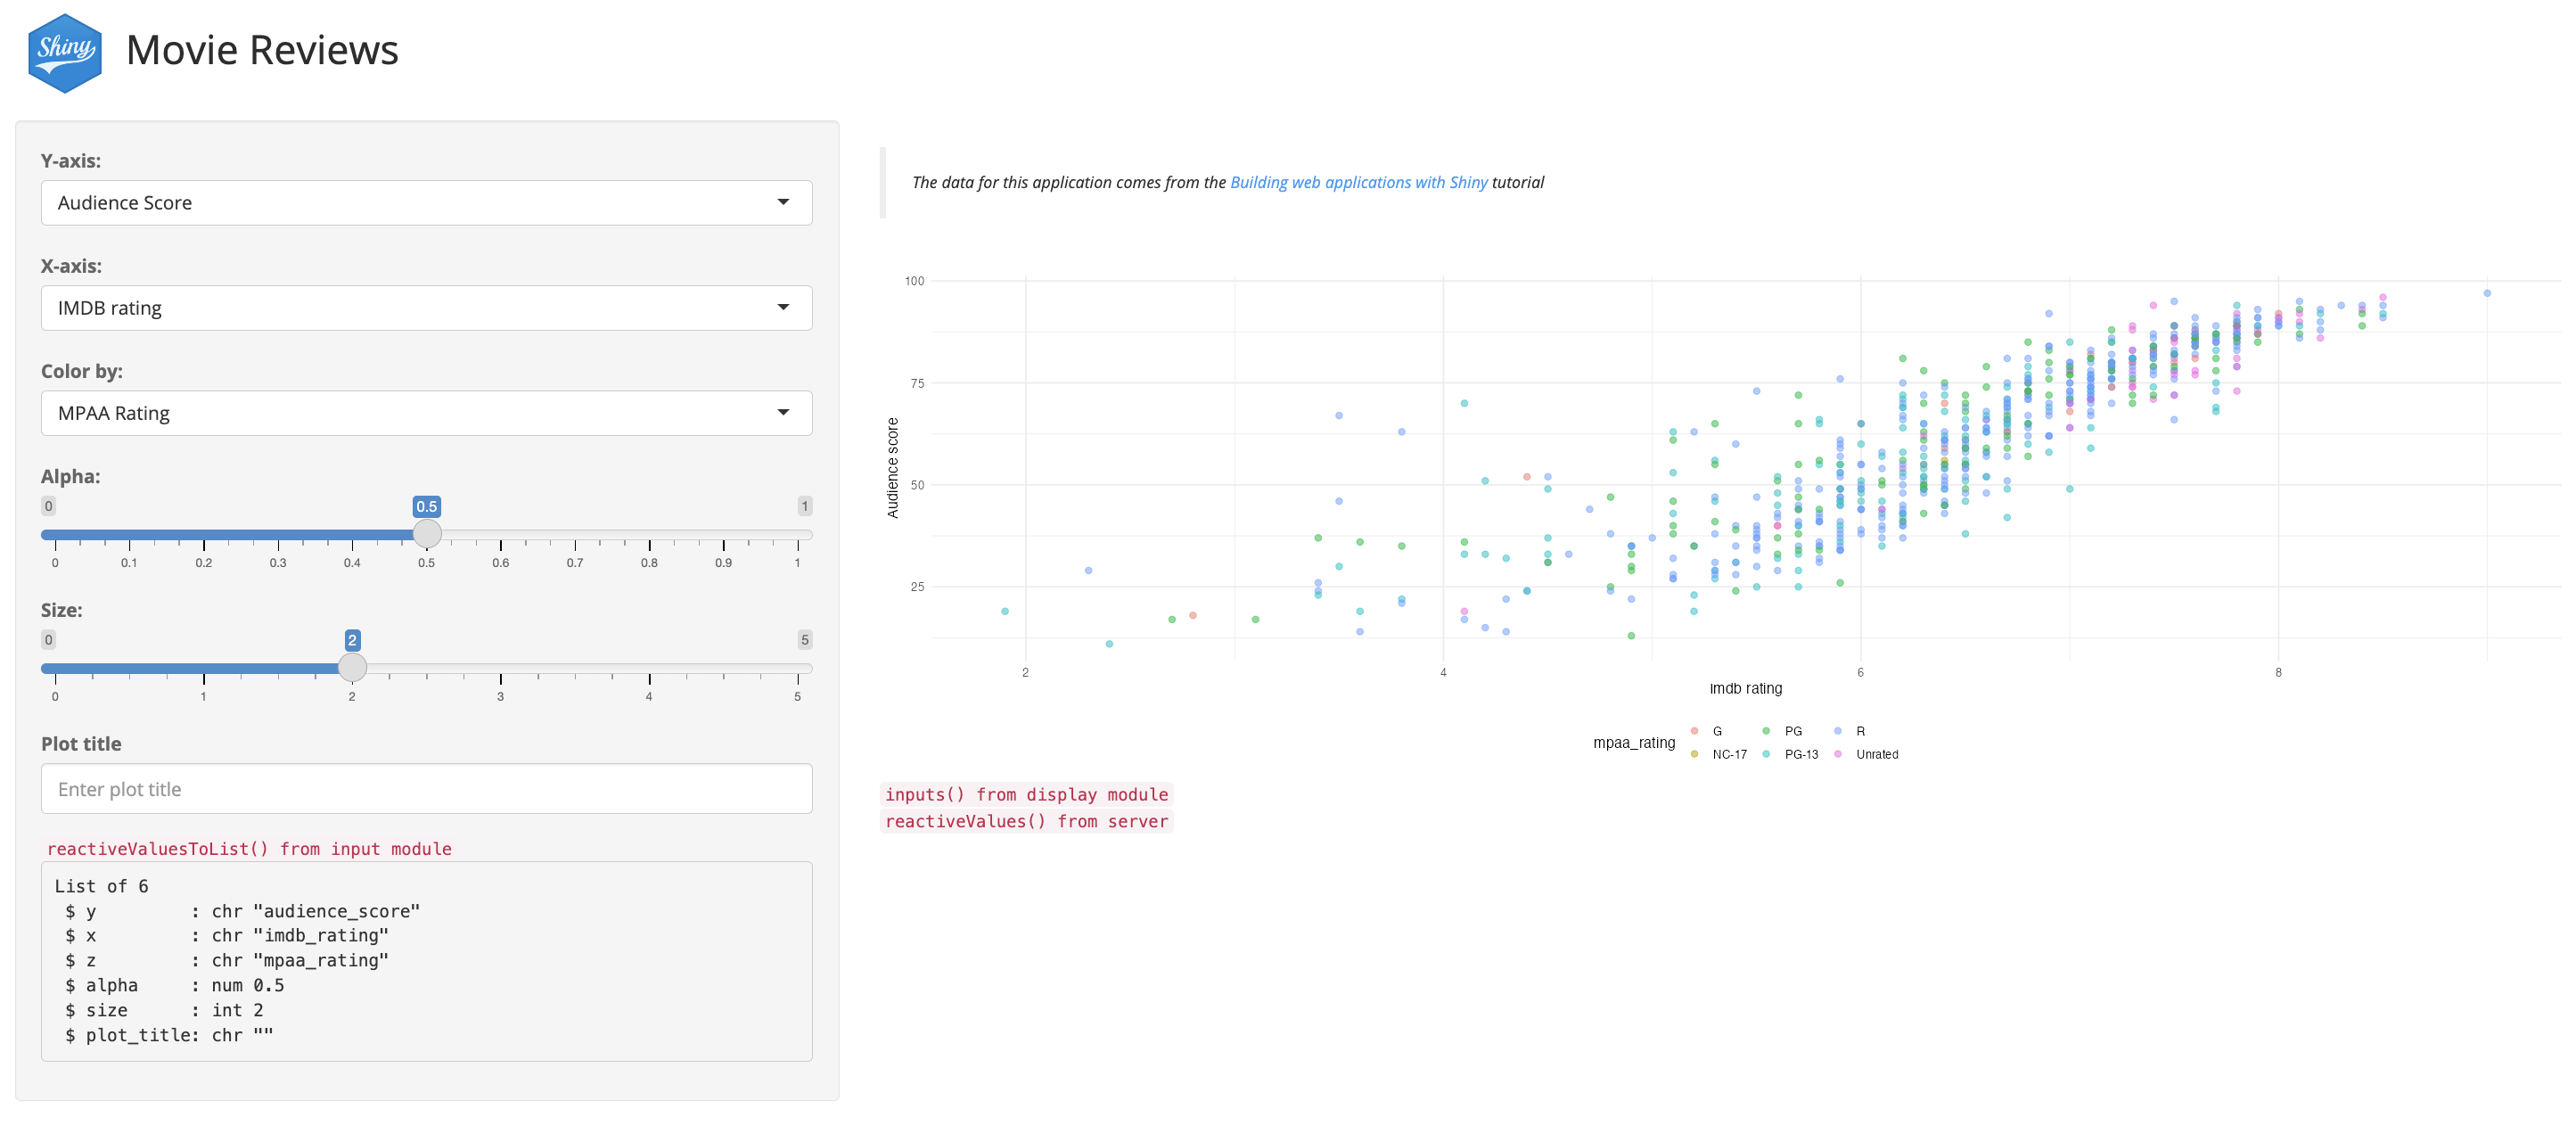 Shiny
Movie Reviews
Y-axis:
Audience Score
X-axis:
IMDB rating
Color by:
MPAA Rating
Alpha:
0 0.5 1
0 0.1 0.2 0.3 0.4 0.5 0.6 0.7 0.8 0.9 1
Size:
0 2 5
0 1 2 3 4 5
Plot title
Enter plot title
reactiveValuesToList() from input module
List of 6
 $ y         : chr "audience_score"
 $ x         : chr "imdb_rating"
 $ z         : chr "mpaa_rating"
 $ alpha     : num 0.5
 $ size      : int 2
 $ plot_title: chr ""
The data for this application comes from the Building web applications with Shiny tutorial
100
75
50
25
Audience score
2 4 6 8
Imdb rating
mpaa_rating
G PG R
NC-17 PG-13 Unrated
inputs() from display module
reactiveValues() from server